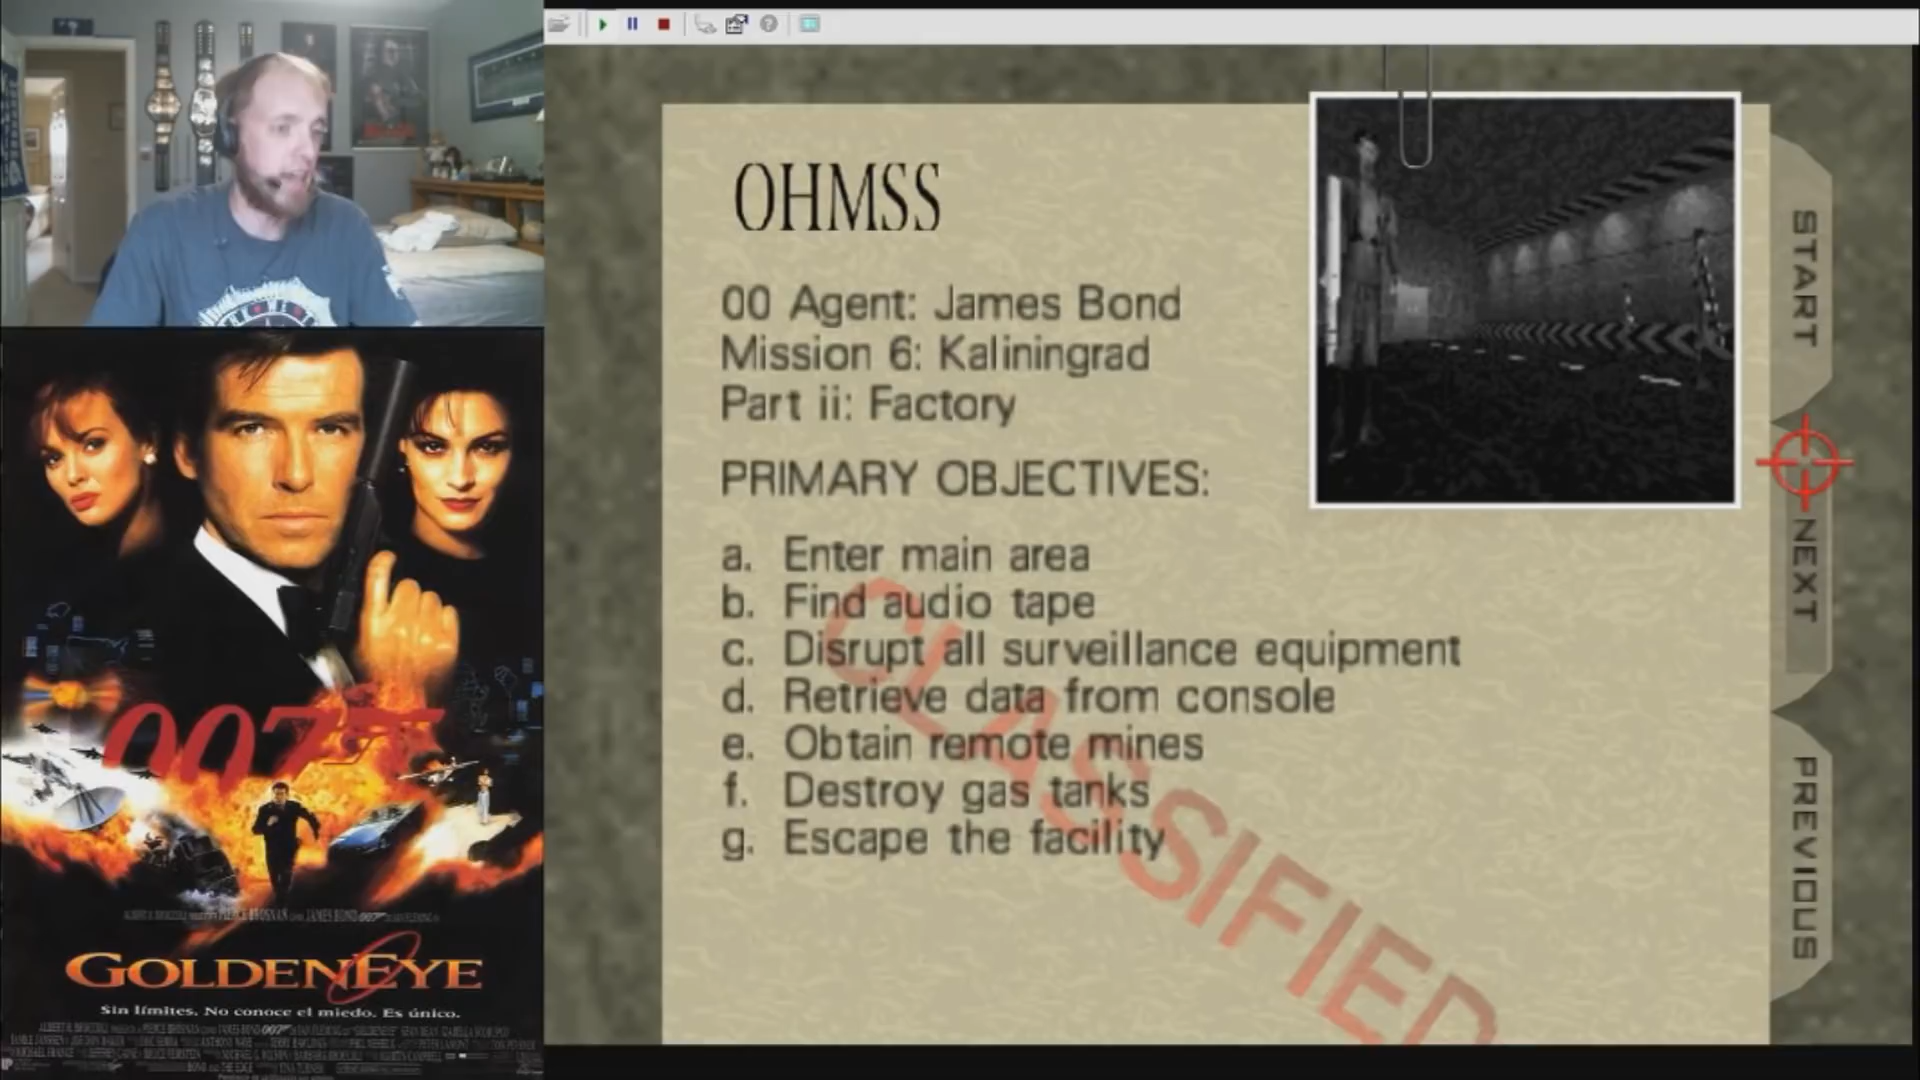 OHMSS
00 Agent: James Bond
Mission 6: Kaliningrad
Part ii: Factory
PRIMARY OBJECTIVES:
a. Enter main area
b. Find audio tape
c. Disrupt all surveillance equipment
d. Retrieve data from console
e. Obtain remote mines
f. Destroy gas tanks
g. Escape the facility
CLASSIFIED
START
NEXT
PREVIOUS
007
GOLDENEYE
Sin límites. No conoce el miedo. Es único.